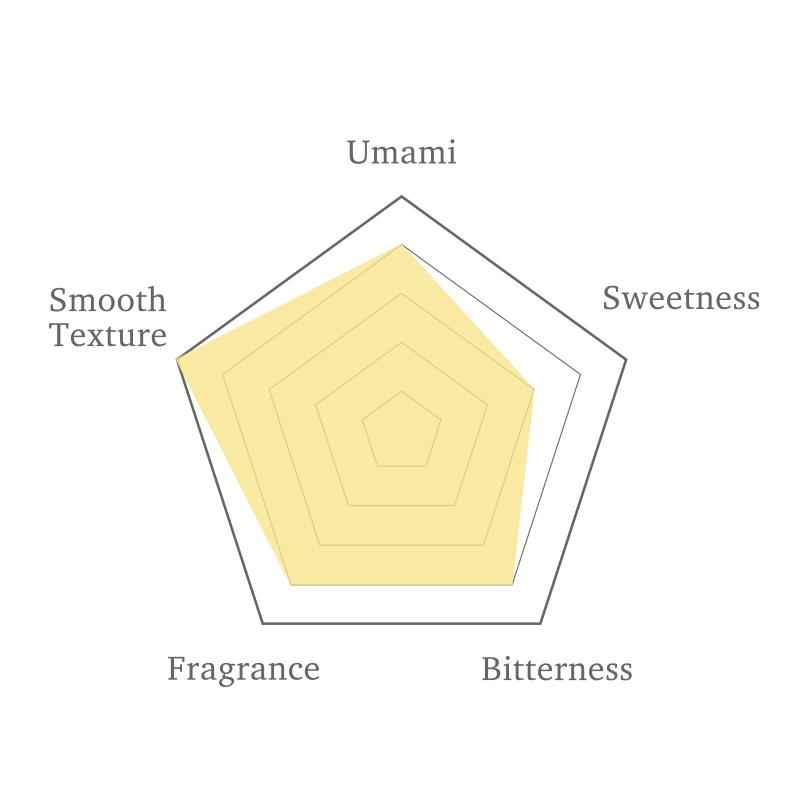 Umami
Sweetness
Smooth
Texture
Fragrance
Bitterness